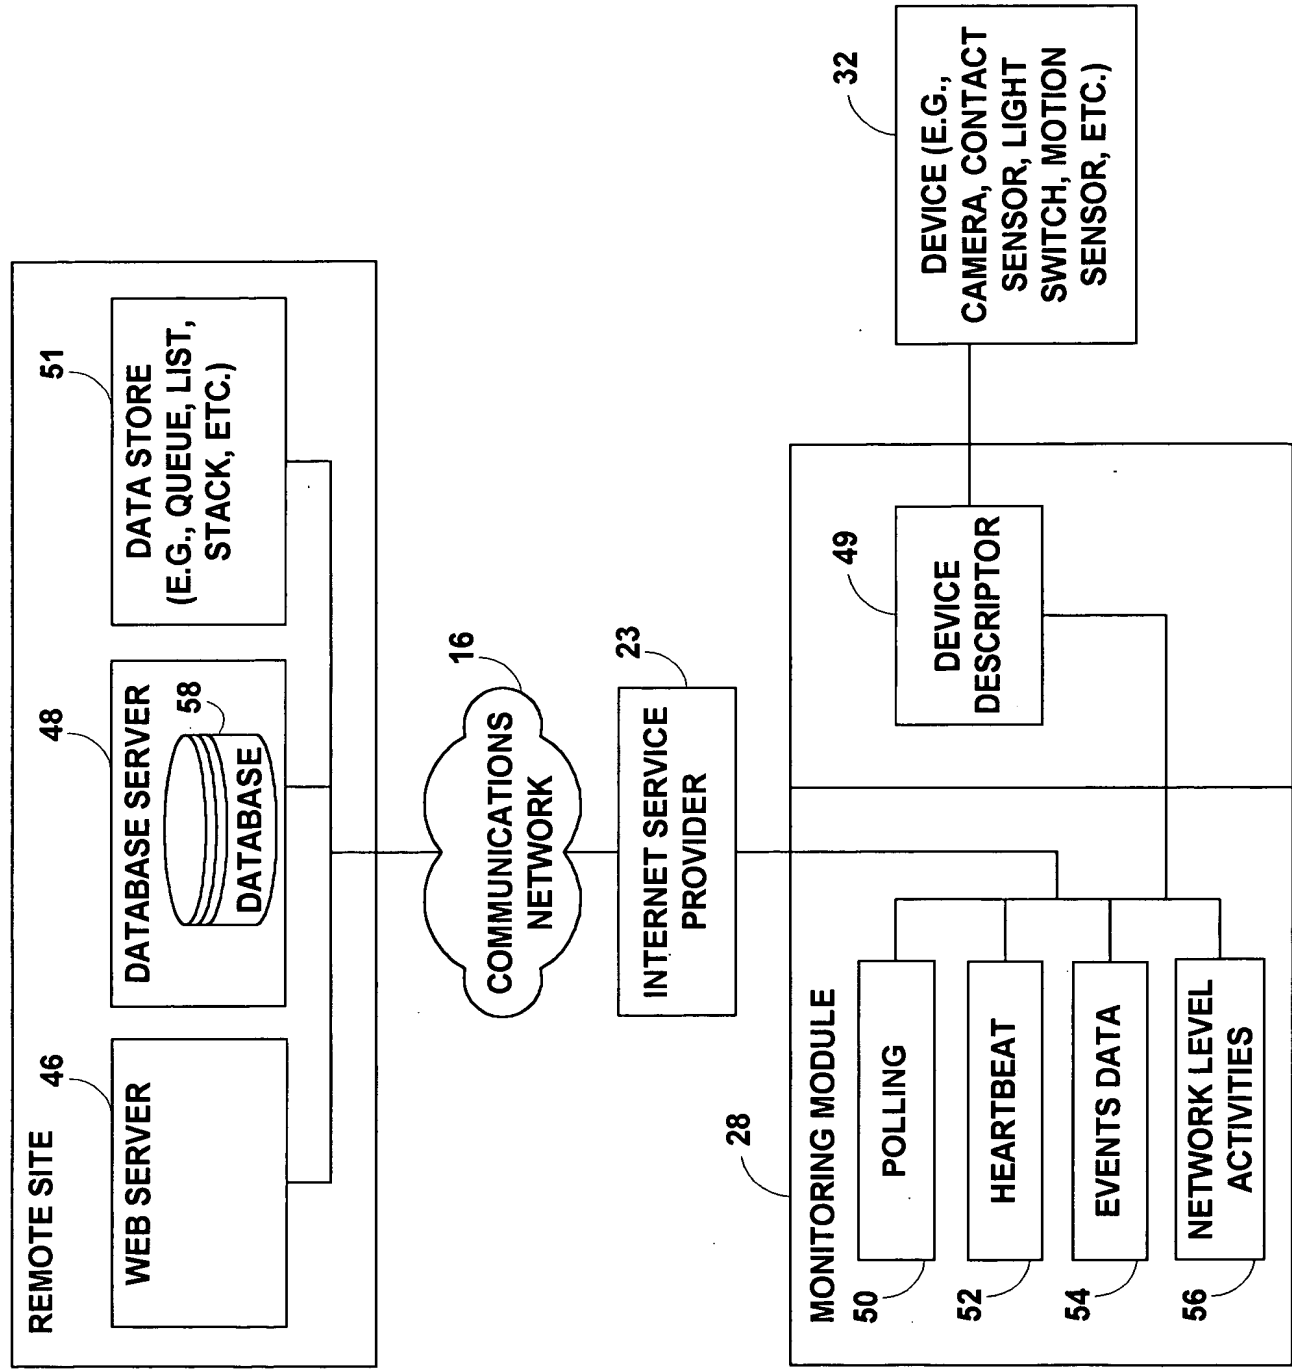 REMOTE SITE
46
WEB SERVER
48
DATABASE SERVER
58
DATABASE
51
DATA STORE
(E.G., QUEUE, LIST,
STACK, ETC.)
16
COMMUNICATIONS
NETWORK
23
INTERNET SERVICE
PROVIDER
28
MONITORING MODULE
50
POLLING
52
HEARTBEAT
54
EVENTS DATA
56
NETWORK LEVEL
ACTIVITIES
49
DEVICE
DESCRIPTOR
32
DEVICE (E.G.,
CAMERA, CONTACT
SENSOR, LIGHT
SWITCH, MOTION
SENSOR, ETC.)